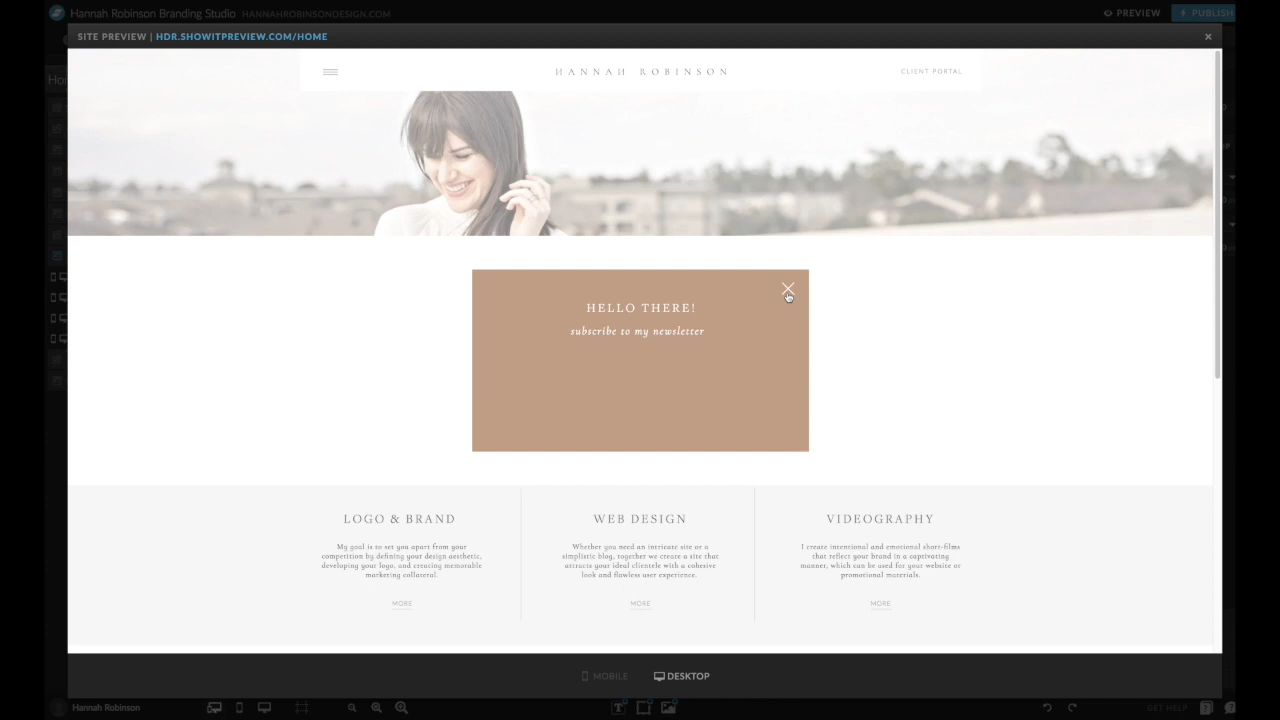 Hannah Robinson Branding Studio HANNAHROBINSONDESIGN.COM
PREVIEW
PUBLISH
SITE PREVIEW | HDR.SHOWITPREVIEW.COM/HOME
HANNAH ROBINSON
CLIENT PORTAL
HELLO THERE!
subscribe to my newsletter
LOGO & BRAND
My goal is to set you apart from your
competition by defining your design aesthetic,
developing your logo, and creating memorable
marketing collateral.
MORE
WEB DESIGN
Whether you need an intricate site or a
simplistic blog, together we create a site that
attracts your ideal clientele with a cohesive
look and flawless user experience.
MORE
VIDEOGRAPHY
I create intentional and emotional short-films
that reflect your brand in a captivating
manner, which can be used for your website or
promotional materials.
MORE
MOBILE
DESKTOP
Hannah Robinson
GET HELP